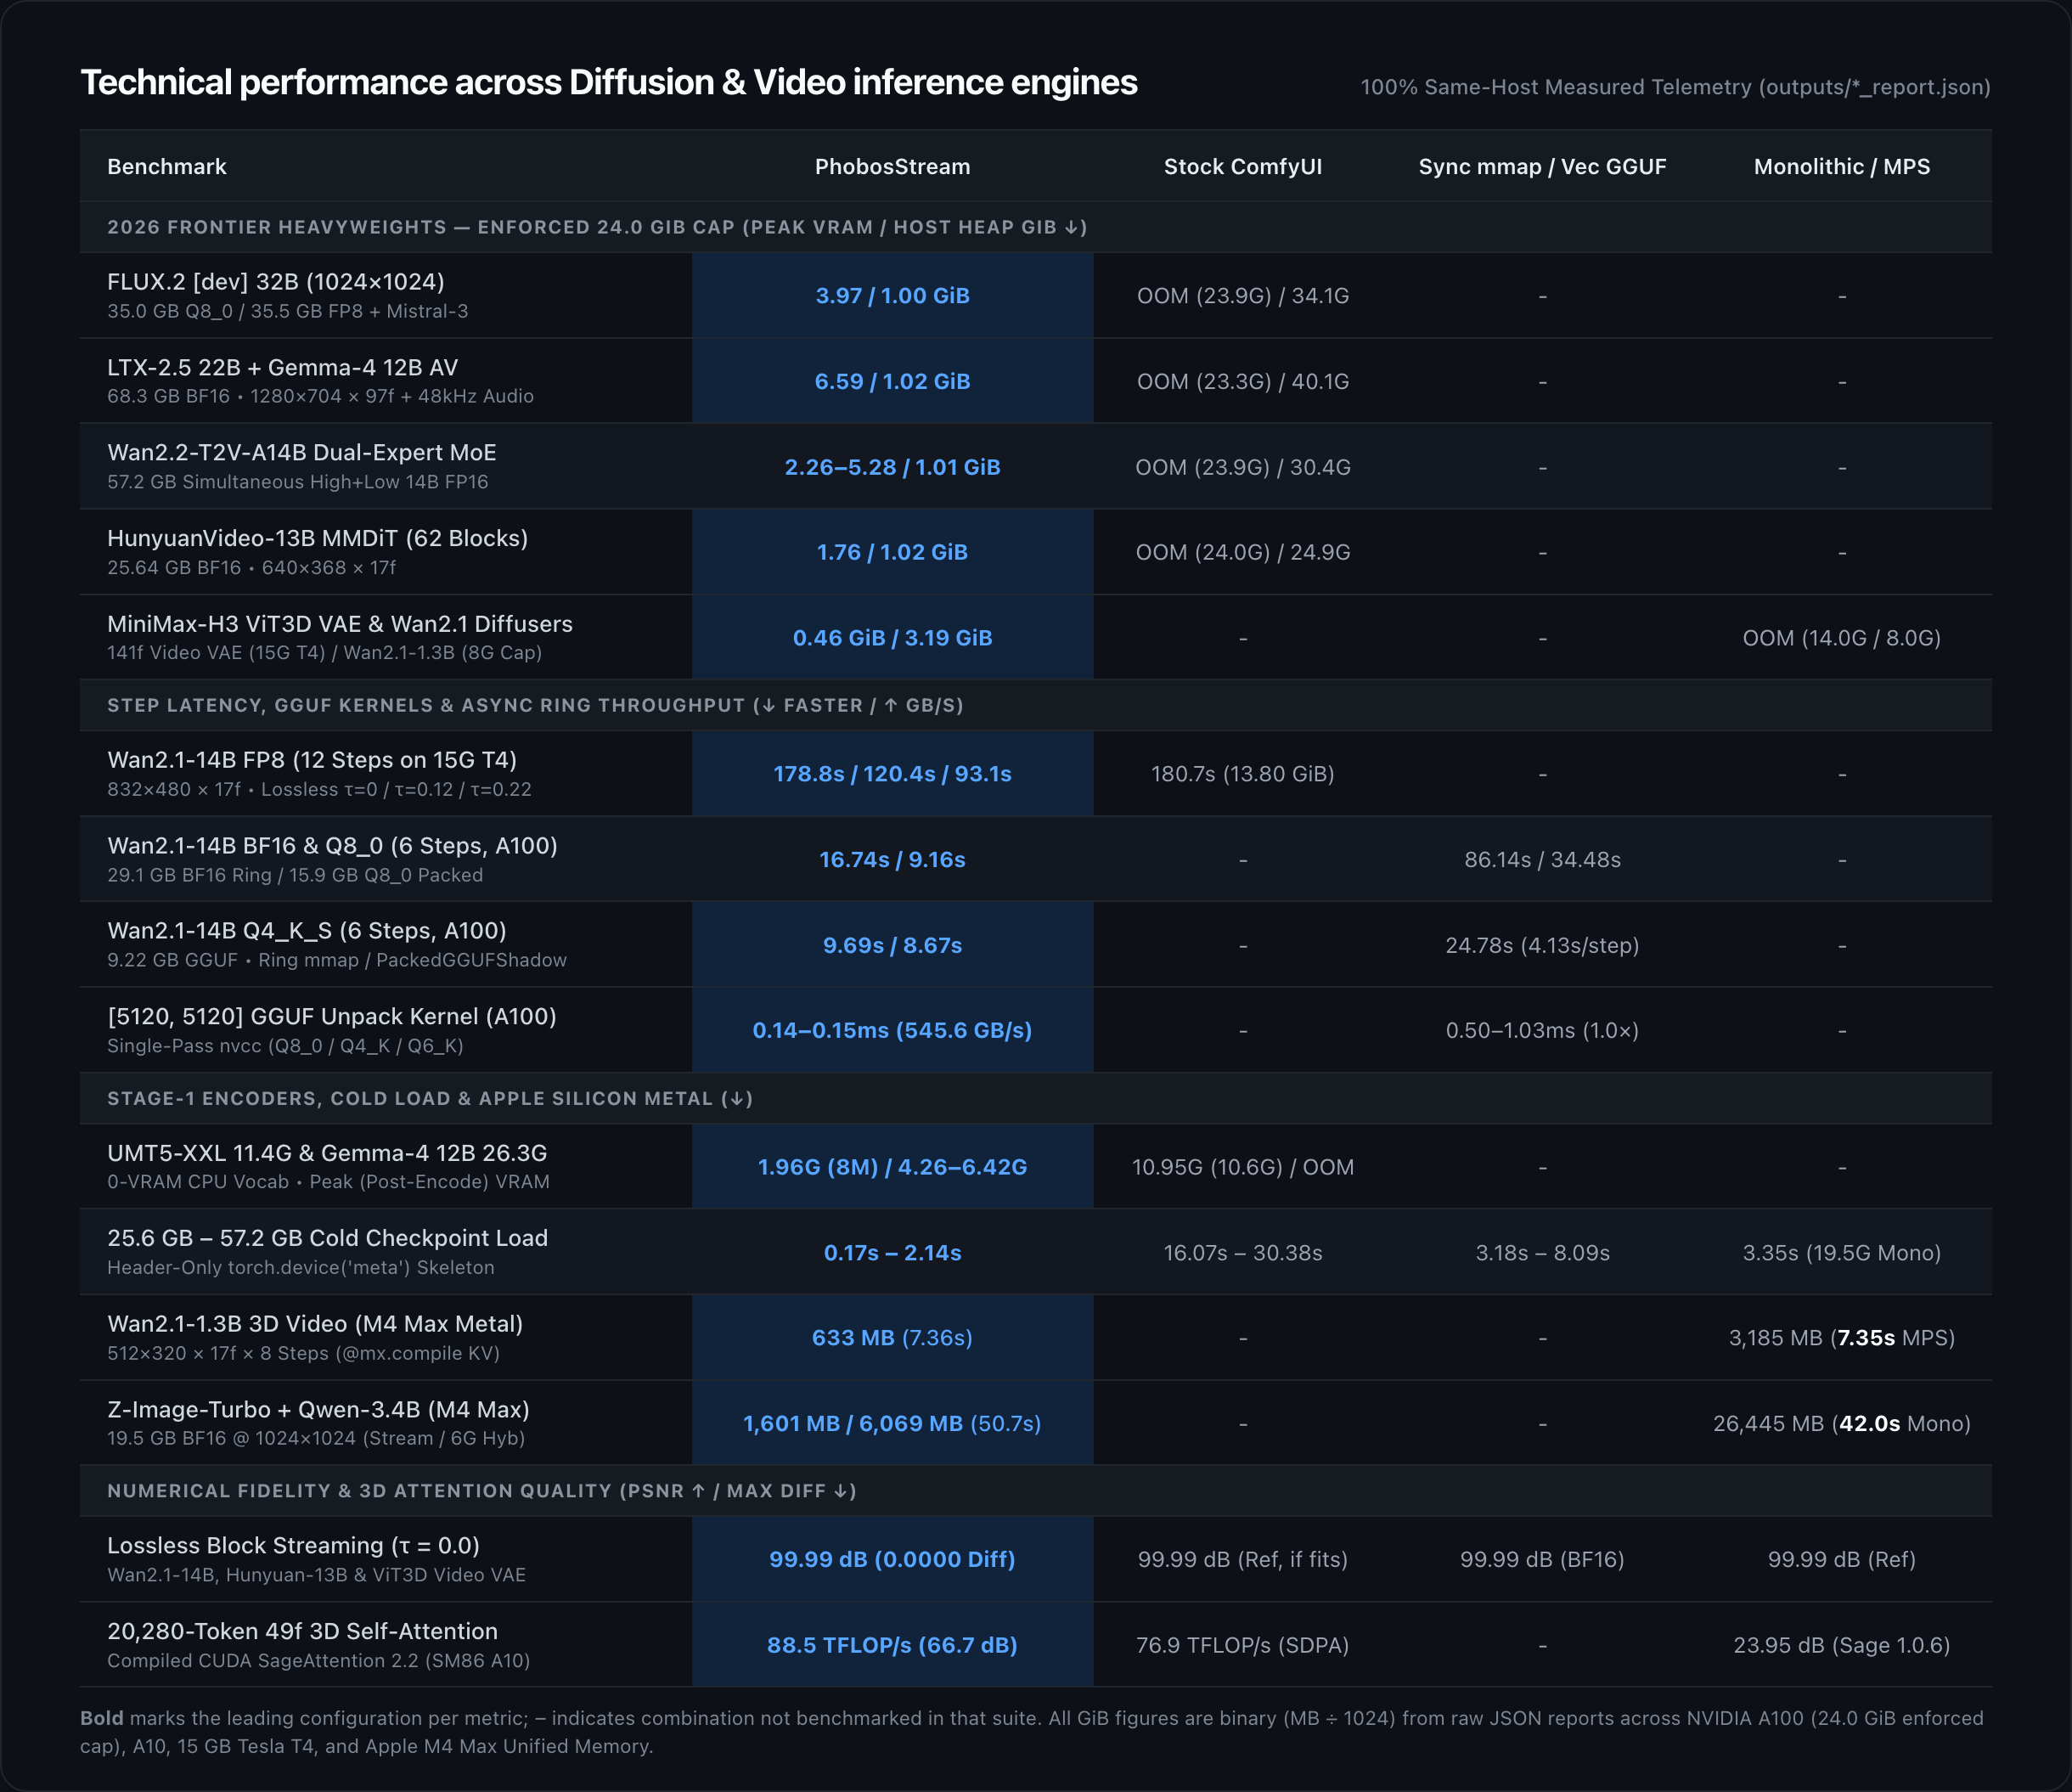 Technical performance across Diffusion & Video inference engines
100% Same-Host Measured Telemetry (outputs/*_report.json)
Benchmark PhobosStream Stock ComfyUI Sync mmap / Vec GGUF Monolithic / MPS
2026 FRONTIER HEAVYWEIGHTS — ENFORCED 24.0 GIB CAP (PEAK VRAM / HOST HEAP GIB ↓)
FLUX.2 [dev] 32B (1024×1024)
35.0 GB Q8_0 / 35.5 GB FP8 + Mistral-3
3.97 / 1.00 GiB OOM (23.9G) / 34.1G - -
LTX-2.5 22B + Gemma-4 12B AV
68.3 GB BF16 • 1280×704 × 97f + 48kHz Audio
6.59 / 1.02 GiB OOM (23.3G) / 40.1G - -
Wan2.2-T2V-A14B Dual-Expert MoE
57.2 GB Simultaneous High+Low 14B FP16
2.26–5.28 / 1.01 GiB OOM (23.9G) / 30.4G - -
HunyuanVideo-13B MMDiT (62 Blocks)
25.64 GB BF16 • 640×368 × 17f
1.76 / 1.02 GiB OOM (24.0G) / 24.9G - -
MiniMax-H3 ViT3D VAE & Wan2.1 Diffusers
141f Video VAE (15G T4) / Wan2.1-1.3B (8G Cap)
0.46 GiB / 3.19 GiB - - OOM (14.0G / 8.0G)
STEP LATENCY, GGUF KERNELS & ASYNC RING THROUGHPUT (↓ FASTER / ↑ GB/S)
Wan2.1-14B FP8 (12 Steps on 15G T4)
832×480 × 17f • Lossless τ=0 / τ=0.12 / τ=0.22
178.8s / 120.4s / 93.1s 180.7s (13.80 GiB) - -
Wan2.1-14B BF16 & Q8_0 (6 Steps, A100)
29.1 GB BF16 Ring / 15.9 GB Q8_0 Packed
16.74s / 9.16s - 86.14s / 34.48s -
Wan2.1-14B Q4_K_S (6 Steps, A100)
9.22 GB GGUF • Ring mmap / PackedGGUFShadow
9.69s / 8.67s - 24.78s (4.13s/step) -
[5120, 5120] GGUF Unpack Kernel (A100)
Single-Pass nvcc (Q8_0 / Q4_K / Q6_K)
0.14–0.15ms (545.6 GB/s) - 0.50–1.03ms (1.0×) -
STAGE-1 ENCODERS, COLD LOAD & APPLE SILICON METAL (↓)
UMT5-XXL 11.4G & Gemma-4 12B 26.3G
0-VRAM CPU Vocab • Peak (Post-Encode) VRAM
1.96G (8M) / 4.26–6.42G 10.95G (10.6G) / OOM - -
25.6 GB – 57.2 GB Cold Checkpoint Load
Header-Only torch.device('meta') Skeleton
0.17s – 2.14s 16.07s – 30.38s 3.18s – 8.09s 3.35s (19.5G Mono)
Wan2.1-1.3B 3D Video (M4 Max Metal)
512×320 × 17f × 8 Steps (@mx.compile KV)
633 MB (7.36s) - - 3,185 MB (7.35s MPS)
Z-Image-Turbo + Qwen-3.4B (M4 Max)
19.5 GB BF16 @ 1024×1024 (Stream / 6G Hyb)
1,601 MB / 6,069 MB (50.7s) - - 26,445 MB (42.0s Mono)
NUMERICAL FIDELITY & 3D ATTENTION QUALITY (PSNR ↑ / MAX DIFF ↓)
Lossless Block Streaming (τ = 0.0)
Wan2.1-14B, Hunyuan-13B & ViT3D Video VAE
99.99 dB (0.0000 Diff) 99.99 dB (Ref, if fits) 99.99 dB (BF16) 99.99 dB (Ref)
20,280-Token 49f 3D Self-Attention
Compiled CUDA SageAttention 2.2 (SM86 A10)
88.5 TFLOP/s (66.7 dB) 76.9 TFLOP/s (SDPA) - 23.95 dB (Sage 1.0.6)
Bold marks the leading configuration per metric; – indicates combination not benchmarked in that suite. All GiB figures are binary (MB ÷ 1024) from raw JSON reports across NVIDIA A100 (24.0 GiB enforced
cap), A10, 15 GB Tesla T4, and Apple M4 Max Unified Memory.